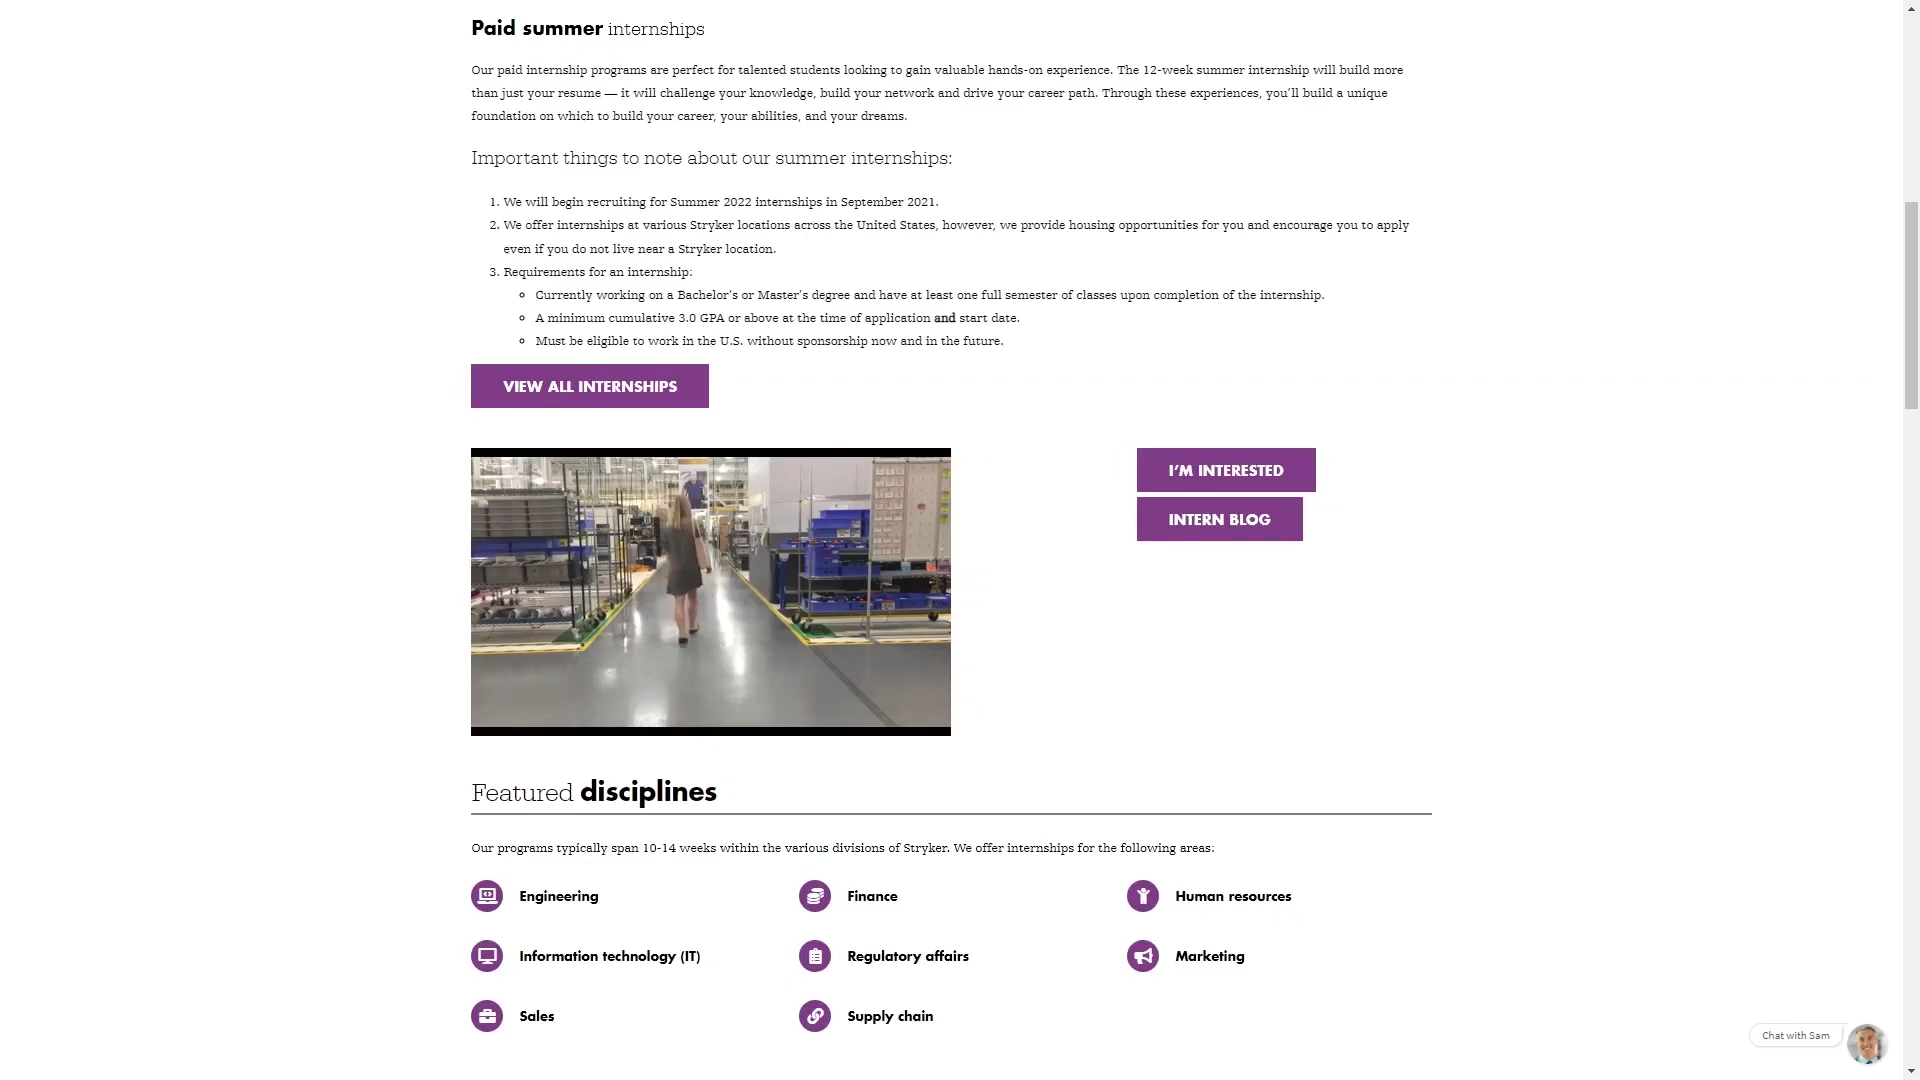 Paid summer internships
Our paid internship programs are perfect for talented students looking to gain valuable hands-on experience. The 12-week summer internship will build more
than just your resume — it will challenge your knowledge, build your network and drive your career path. Through these experiences, you’ll build a unique
foundation on which to build your career, your abilities, and your dreams.
Important things to note about our summer internships:
1. We will begin recruiting for Summer 2022 internships in September 2021.
2. We offer internships at various Stryker locations across the United States, however, we provide housing opportunities for you and encourage you to apply
even if you do not live near a Stryker location.
3. Requirements for an internship:
Currently working on a Bachelor’s or Master’s degree and have at least one full semester of classes upon completion of the internship.
A minimum cumulative 3.0 GPA or above at the time of application and start date.
Must be eligible to work in the U.S. without sponsorship now and in the future.
VIEW ALL INTERNSHIPS
I’M INTERESTED
INTERN BLOG
Featured disciplines
Our programs typically span 10-14 weeks within the various divisions of Stryker. We offer internships for the following areas:
Engineering
Finance
Human resources
Information technology (IT)
Regulatory affairs
Marketing
Sales
Supply chain
Chat with Sam